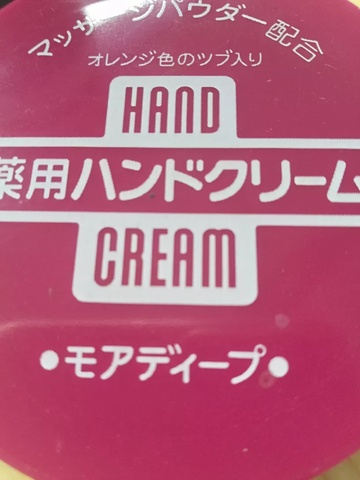 マッサージパウダー配合
オレンジ色のツブ入り
HAND
薬用ハンドクリーム
CREAM
•モアディープ•